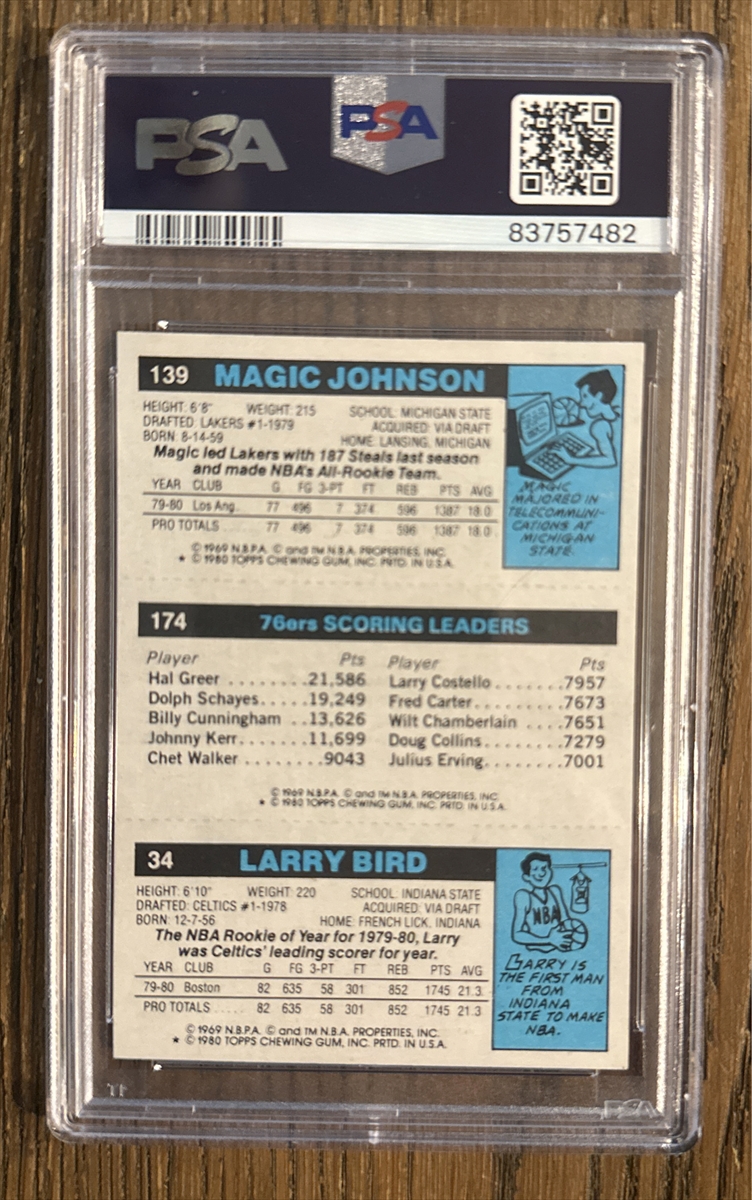 PSA
PSA
83757482
139 MAGIC JOHNSON
HEIGHT: 6'8" WEIGHT: 215 SCHOOL: MICHIGAN STATE
DRAFTED: LAKERS #1-1979 ACQUIRED: VIA DRAFT
BORN: 8-14-59 HOME: LANSING, MICHIGAN
Magic led Lakers with 187 Steals last season
and made NBA's All-Rookie Team.
YEAR CLUB G FG 3-PT FT REB PTS AVG
79-80 Los Ang. 77 496 7 374 596 1387 18.0
PRO TOTALS 77 496 7 374 596 1387 18.0
© 1969 N.B.P.A. © and TM N.B.A. PROPERTIES, INC.
* © 1980 TOPPS CHEWING GUM, INC. PRTD. IN U.S.A.
MAGIC
MAJORED IN
TELECOMMUNI-
CATIONS AT
MICHIGAN
STATE.
174 76ers SCORING LEADERS
Player Pts Player Pts
Hal Greer ........21,586 Larry Costello.......7957
Dolph Schayes.....19,249 Fred Carter..........7673
Billy Cunningham ..13,626 Wilt Chamberlain ....7651
Johnny Kerr.......11,699 Doug Collins.........7279
Chet Walker ........9043 Julius Erving........7001
© 1969 N.B.P.A. © and TM N.B.A. PROPERTIES, INC.
* © 1980 TOPPS CHEWING GUM, INC. PRTD. IN U.S.A.
34 LARRY BIRD
HEIGHT: 6'10" WEIGHT: 220 SCHOOL: INDIANA STATE
DRAFTED: CELTICS #1-1978 ACQUIRED: VIA DRAFT
BORN: 12-7-56 HOME: FRENCH LICK, INDIANA
The NBA Rookie of Year for 1979-80, Larry
was Celtics' leading scorer for year.
YEAR CLUB G FG 3-PT FT REB PTS AVG
79-80 Boston 82 635 58 301 852 1745 21.3
PRO TOTALS ..... 82 635 58 301 852 1745 21.3
© 1969 N.B.P.A. © and TM N.B.A. PROPERTIES, INC.
* © 1980 TOPPS CHEWING GUM, INC. PRTD. IN U.S.A.
NBA
LARRY IS
THE FIRST MAN
FROM
INDIANA
STATE TO MAKE
NBA.
PSA